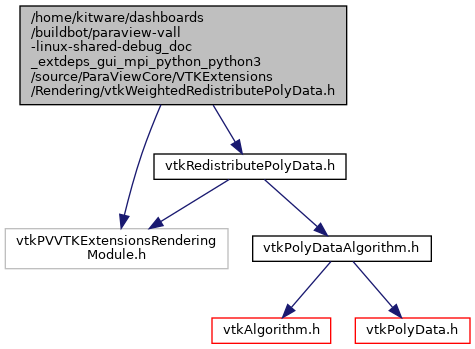 /home/kitware/dashboards
/buildbot/paraview-vall
-linux-shared-debug_doc
_extdeps_gui_mpi_python_python3
/source/ParaViewCore/VTKExtensions
/Rendering/vtkWeightedRedistributePolyData.h
vtkRedistributePolyData.h
vtkPVVTKExtensionsRendering
Module.h
vtkPolyDataAlgorithm.h
vtkAlgorithm.h
vtkPolyData.h